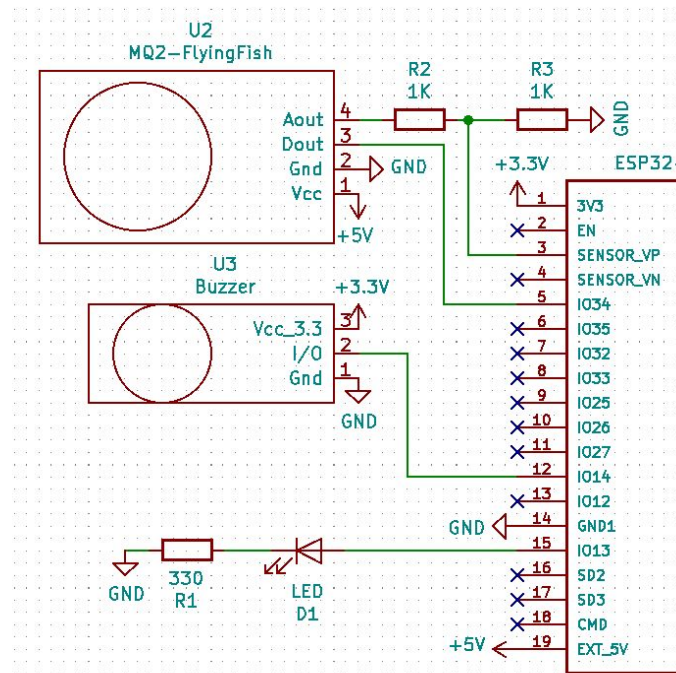 U2
MQ2-FlyingFish
Aout 4
Dout 3
Gnd 2
Vcc 1
GND
+5V
R2
1K
R3
1K
GND
ESP32-
+3.3V
1 3V3
2 EN
3 SENSOR_VP
4 SENSOR_VN
5 IO34
6 IO35
7 IO32
8 IO33
9 IO25
10 IO26
11 IO27
12 IO14
13 IO12
GND 14 GND1
15 IO13
16 SD2
17 SD3
18 CMD
+5V 19 EXT_5V
U3
Buzzer
+3.3V
Vcc_3.3 3
I/O 2
Gnd 1
GND
GND
330
R1
LED
D1